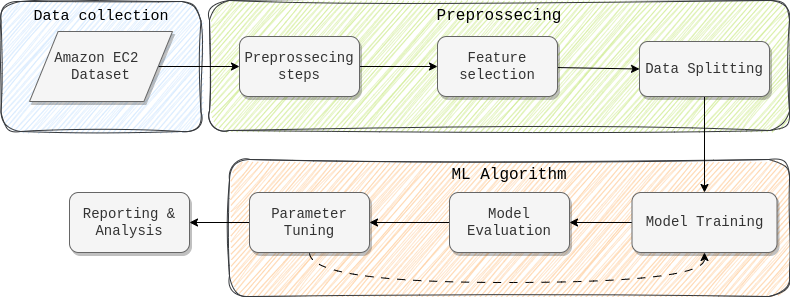 Data collection
Amazon EC2
Dataset
Preprossecing
Preprossecing
steps
Feature
selection
Data Splitting
ML Algorithm
Reporting &
Analysis
Parameter
Tuning
Model
Evaluation
Model Training